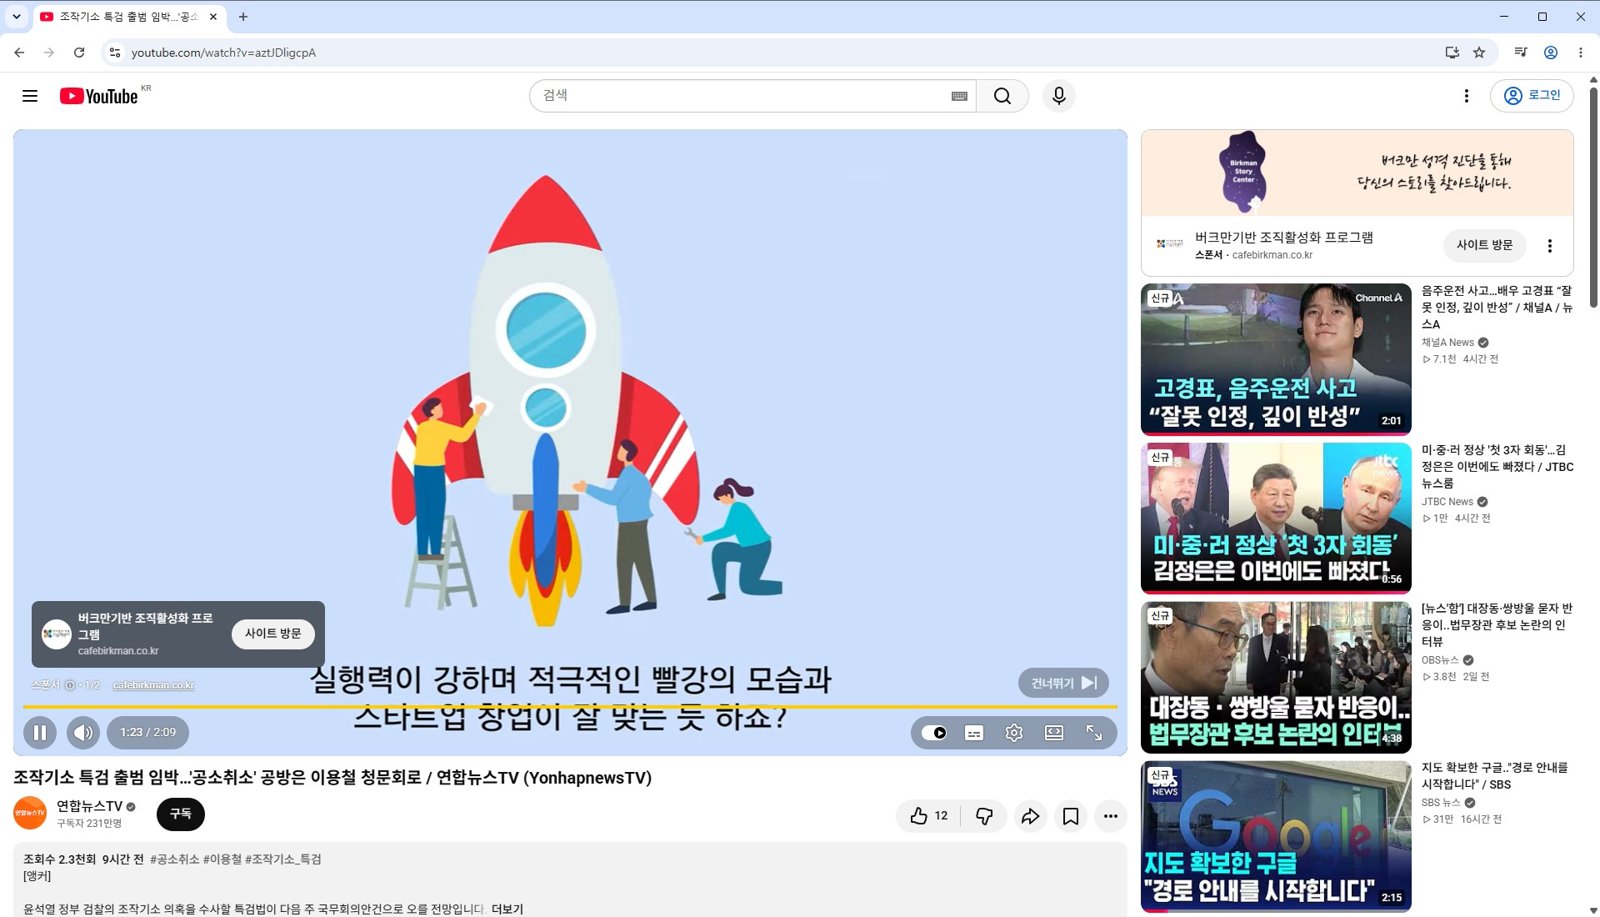 조작기소 특검 출범 임박...'공소
youtube.com/watch?v=aztJDligcpA
YouTube KR
검색
로그인
실행력이 강하며 적극적인 빨강의 모습과
스타트업 창업이 잘 맞는 듯 하죠?
버크만기반 조직활성화 프로
그램
cafebirkman.co.kr
사이트 방문
스폰서 · 1/2 cafebirkman.co.kr
건너뛰기
1:23 / 2:09
조작기소 특검 출범 임박...'공소취소' 공방은 이용철 청문회로 / 연합뉴스TV (YonhapnewsTV)
연합뉴스TV
연합뉴스TV
구독자 231만명
구독
12
조회수 2.3천회 9시간 전 #공소취소 #이용철 #조작기소_특검
[앵커]
윤석열 정부 검찰의 조작기소 의혹을 수사할 특검법이 다음 주 국무회의안건으로 오를 전망입니다. 더보기
Birkman
Story
Center
버크만 성격 진단을 통해
당신의 스토리를 찾아드립니다.
버크만기반 조직활성화 프로그램
스폰서 · cafebirkman.co.kr
사이트 방문
신규
Channel A
고경표, 음주운전 사고
“잘못 인정, 깊이 반성”
2:01
음주운전 사고…배우 고경표 “잘
못 인정, 깊이 반성” / 채널A / 뉴
스A
채널A News
7.1천 4시간 전
신규
jtbc
news
미·중·러 정상 '첫 3자 회동'
김정은은 이번에도 빠졌다
0:56
미·중·러 정상 '첫 3자 회동'…김
정은은 이번에도 빠졌다 / JTBC
뉴스룸
JTBC News
1만 4시간 전
신규
대장동·쌍방울 묻자 반응이..
법무장관 후보 논란의 인터뷰
4:38
[뉴스'합'] 대장동·쌍방울 묻자 반
응이..법무장관 후보 논란의 인
터뷰
OBS뉴스
3.8천 2일 전
신규
SBS
NEWS
Google
지도 확보한 구글
"경로 안내를 시작합니다"
2:15
지도 확보한 구글.."경로 안내를
시작합니다" / SBS
SBS 뉴스
31만 16시간 전